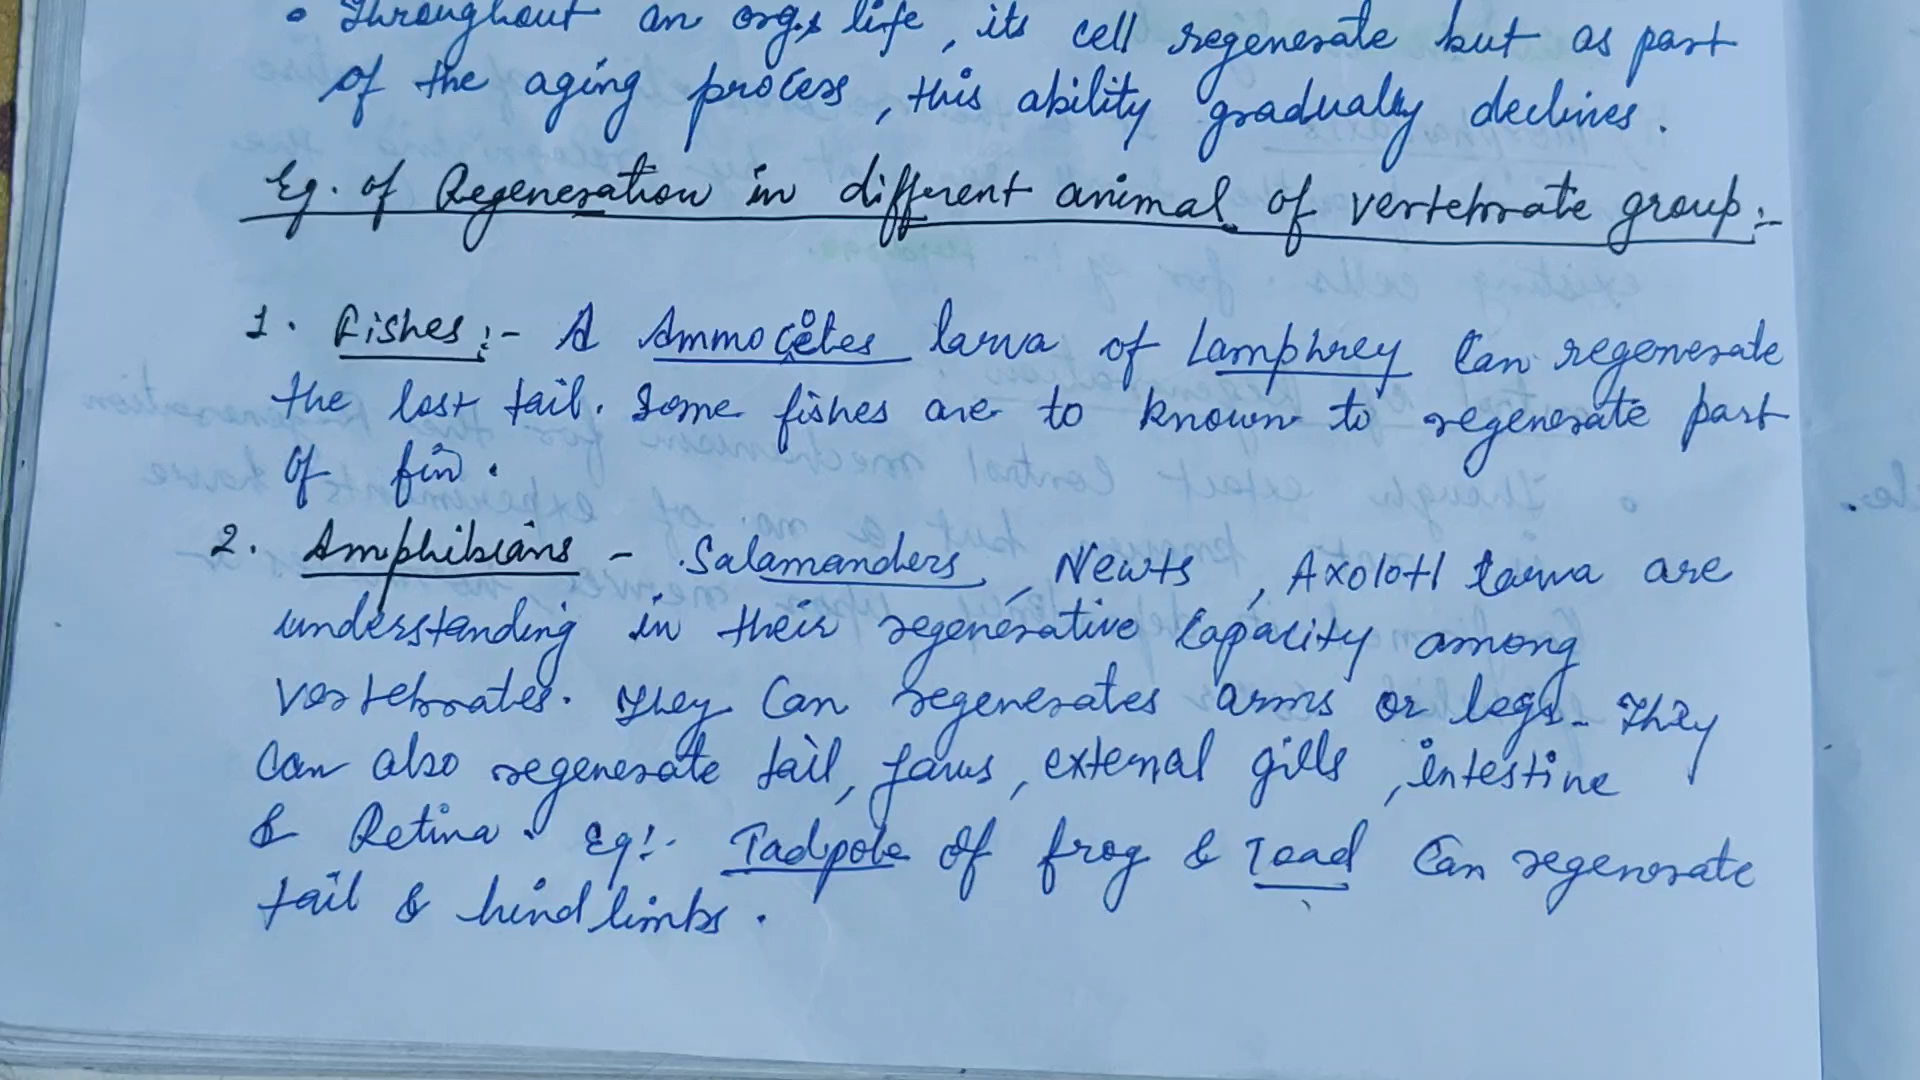 • Throughout an org.s life, its cell regenerate but as part
of the aging process, this ability gradually declines.
Eg. of Regeneration in different animal of vertebrate group:-
1. Fishes:- A Ammocetes larva of Lamphrey Can regenerate
the lost tail. Some fishes are to known to regenerate part
of fin.
2. Amphibians - Salamanders, Newts, Axolotl larva are
understanding in their regenerative Capacity among
vertebrates. They Can regenerates arms or legs. They
Can also regenerate tail, jaws, external gills, intestine
& Retina. Eg:- Tadpole of frog & Toad Can regenerate
tail & hind limbs.